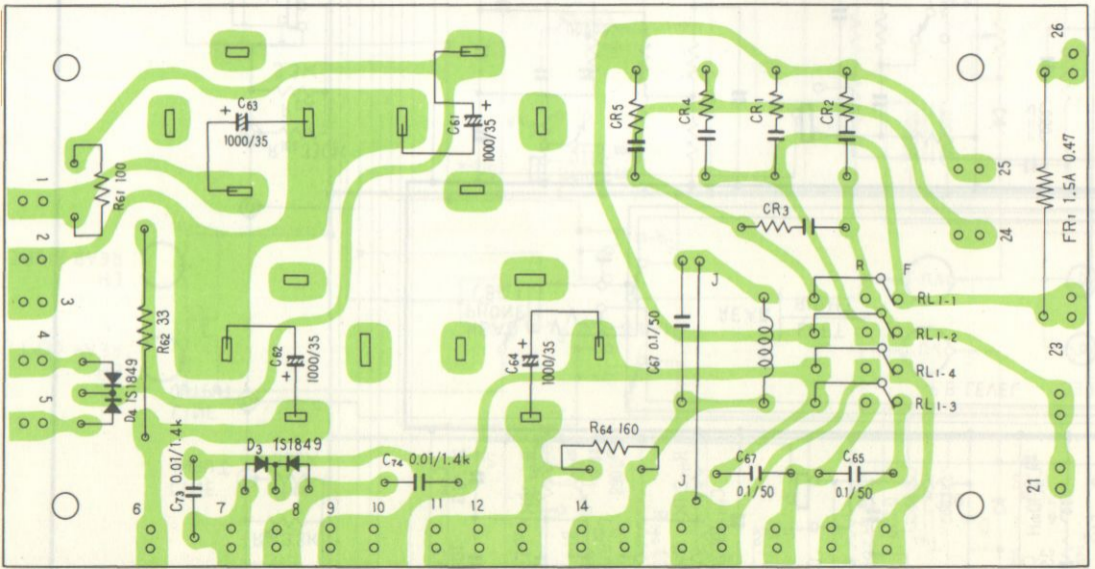 26
C63
+
1000/35
C61
+
1000/35
CR5
CR4
CR1
CR2
FR1 1.5A 0.47
25
24
23
21
1
2
3
4
5
R61 100
R62 33
CR3
J
R
F
RL1-1
RL1-2
RL1-4
RL1-3
C62
+
1000/35
C64
+
1000/35
C67 0.1/50
D4 1S1849
C73 0.01/1.4k
D3 1S1849
C74 0.01/1.4k
R64 160
J
C67
0.1/50
C65
0.1/50
6
7
8
9
10
11
12
14